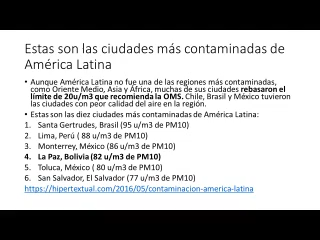 Estas son las ciudades más contaminadas de
América Latina
• Aunque América Latina no fue una de las regiones más contaminadas,
como Oriente Medio, Asia y África, muchas de sus ciudades rebasaron el
límite de 20u/m3 que recomienda la OMS. Chile, Brasil y México tuvieron
las ciudades con peor calidad del aire en la región.
• Estas son las diez ciudades más contaminadas de América Latina:
1. Santa Gertrudes, Brasil (95 u/m3 de PM10)
2. Lima, Perú ( 88 u/m3 de PM10)
3. Monterrey, México (86 u/m3 de PM10)
4. La Paz, Bolivia (82 u/m3 de PM10)
5. Toluca, México ( 80 u/m3 de PM10)
6. San Salvador, El Salvador (77 u/m3 de PM10)
https://hipertextual.com/2016/05/contaminacion-america-latina